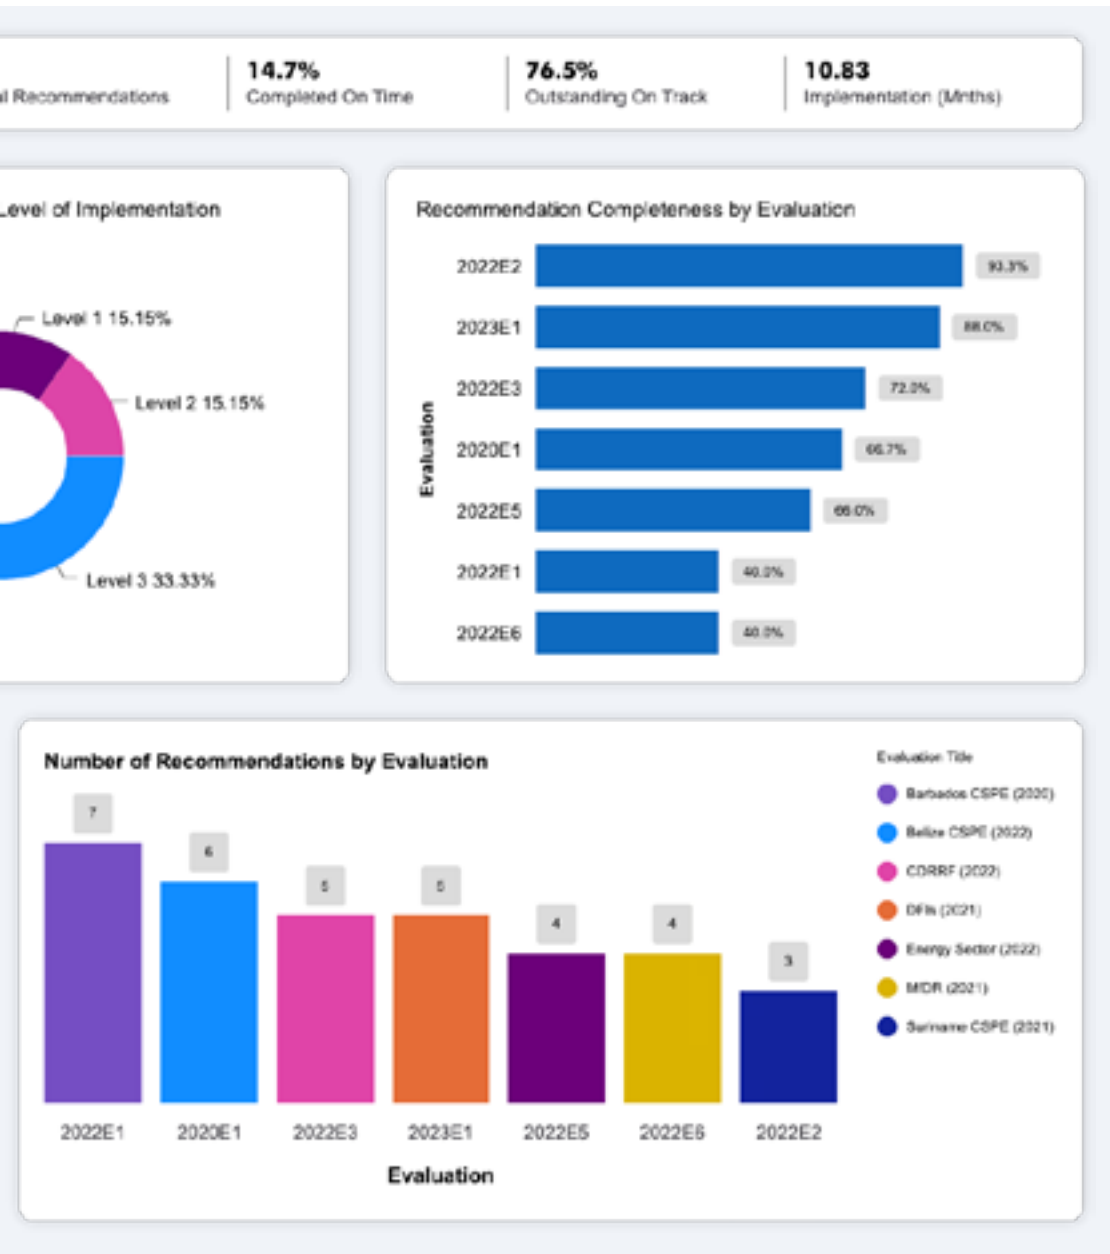 14.7%
76.5%
10.83
Recommendations
Completed On Time
Outstanding On Track
Implementation (Mnths)
Level of Implementation
Level 1 15.15%
Level 2 15.15%
Level 3 33.33%
Recommendation Completeness by Evaluation
Evaluation
2022E2 93.3%
2023E1 88.0%
2022E3 72.0%
2020E1 66.7%
2022E5
2022E1 40.0%
2022E6 40.0%
Number of Recommendations by Evaluation
7
6
5
5
4
4
3
2022E1
2020E1
2022E3
2023E1
2022E5
2022E6
2022E2
Evaluation
Evaluation Title
Barbados CSPE (2020)
Belize CSPE (2022)
CDRRF (2022)
DFIs (2021)
Energy Sector (2022)
MfDR (2021)
Suriname CSPE (2021)